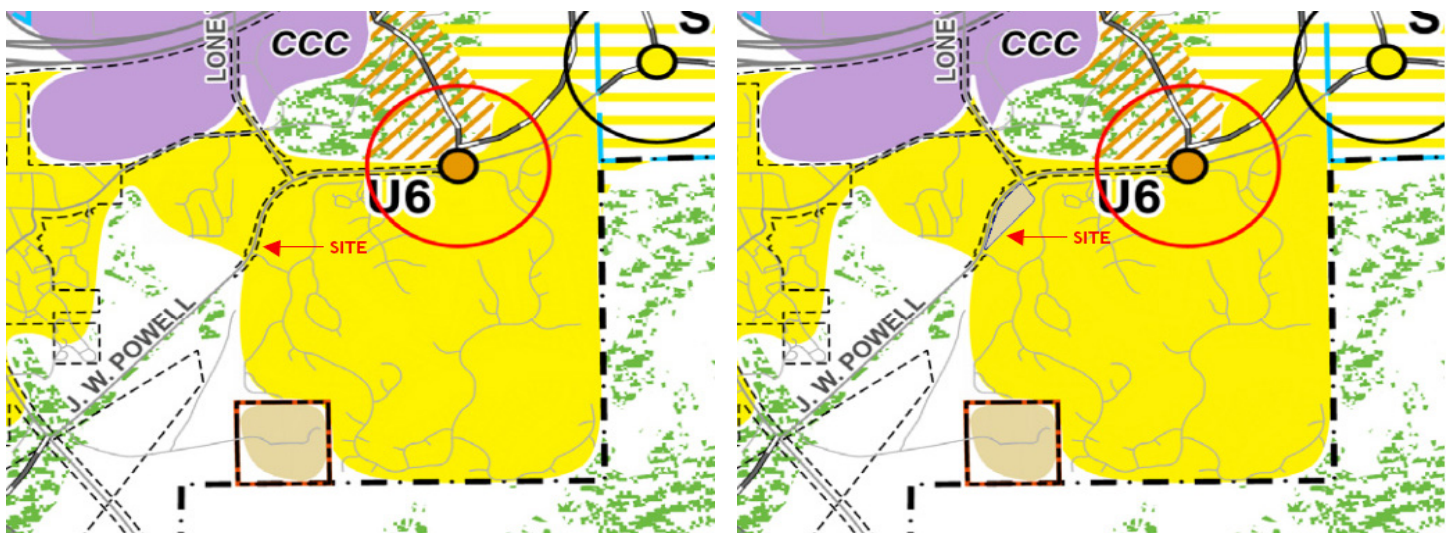 S
CCC
LONE
U6
SITE
J. W. POWELL
S
CCC
LONE
U6
SITE
J. W. POWELL